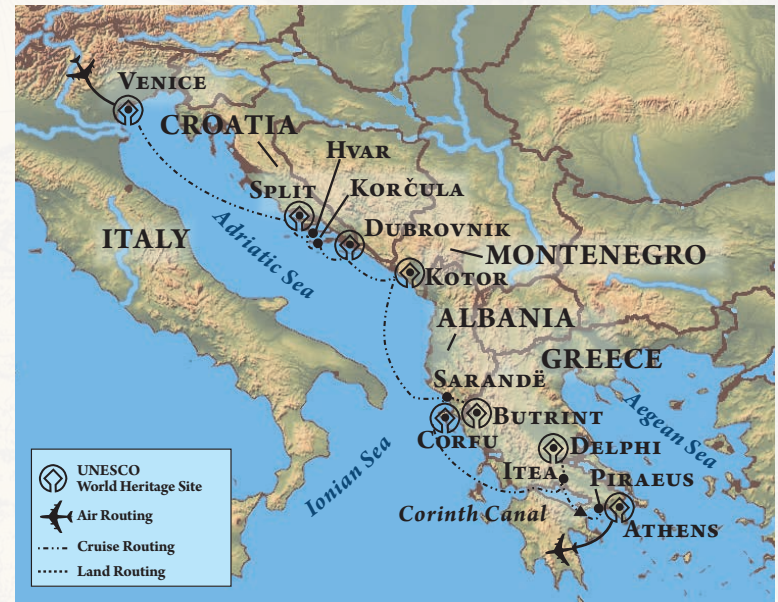 VENICE
CROATIA
HVAR
SPLIT
KORČULA
DUBROVNIK
ITALY
Adriatic Sea
MONTENEGRO
KOTOR
ALBANIA
GREECE
SARANDË
BUTRINT
CORFU
Aegean Sea
DELPHI
Ionian Sea
ITEA
PIRAEUS
Corinth Canal
ATHENS
UNESCO
World Heritage Site
Air Routing
Cruise Routing
Land Routing